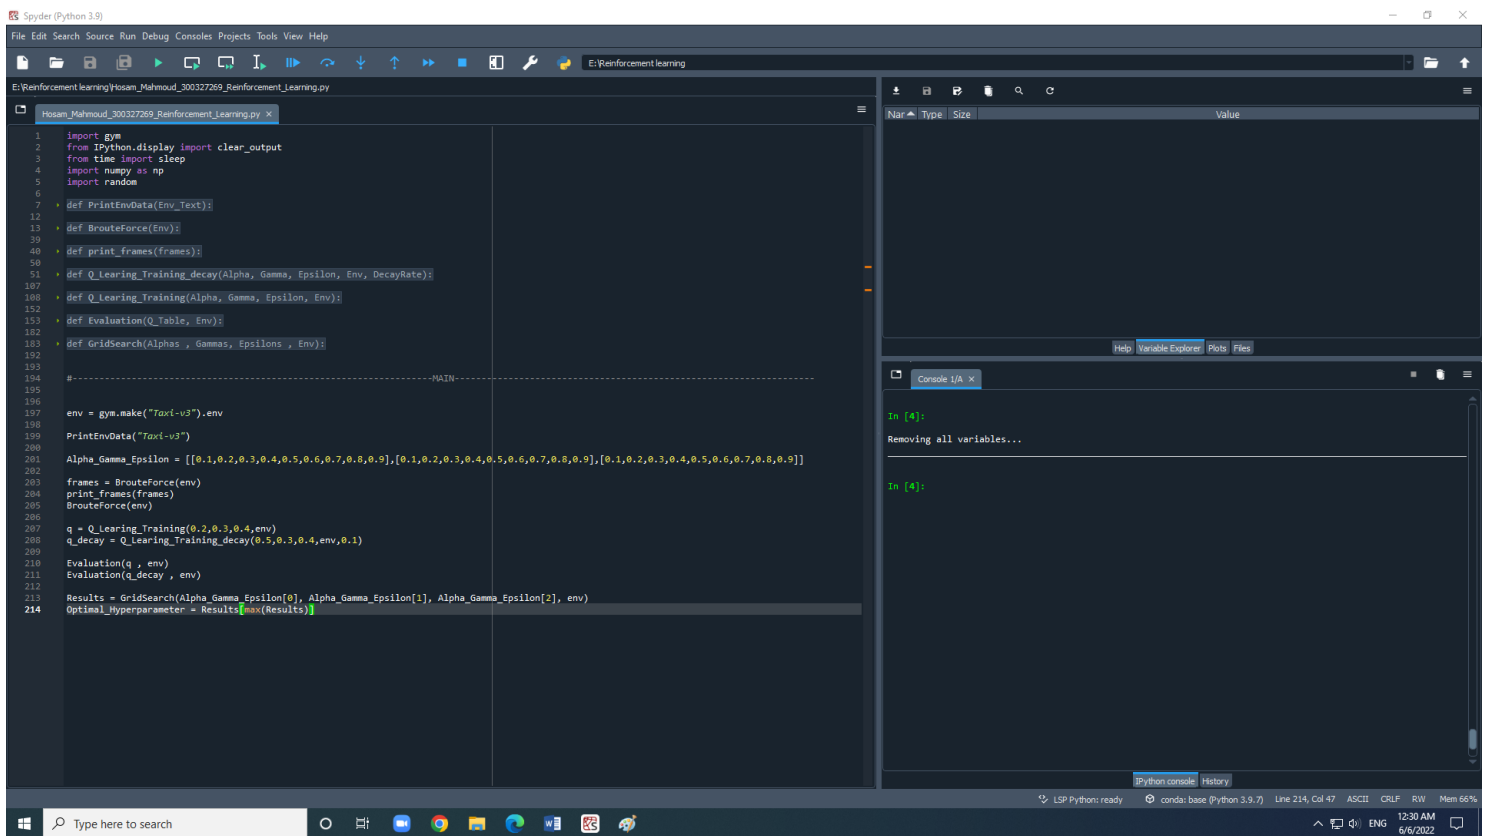 Spyder (Python 3.9)
File Edit Search Source Run Debug Consoles Projects Tools View Help
E:\Reinforcement learning
E:\Reinforcement learning\Hosam_Mahmoud_300327269_Reinforcement_Learning.py
Hosam_Mahmoud_300327269_Reinforcement_Learning.py
1 import gym
2 from IPython.display import clear_output
3 from time import sleep
4 import numpy as np
5 import random
6
7 def PrintEnvData(Env_Text):
12
13 def BrouteForce(Env):
39
40 def print_frames(frames):
50
51 def Q_Learing_Training_decay(Alpha, Gamma, Epsilon, Env, DecayRate):
107
108 def Q_Learing_Training(Alpha, Gamma, Epsilon, Env):
152
153 def Evaluation(Q_Table, Env):
182
183 def GridSearch(Alphas , Gammas, Epsilons , Env):
192
193
194 #-------------------------------------------------------------------MAIN-------------------------------------------------------------------
195
196
197 env = gym.make("Taxi-v3").env
198
199 PrintEnvData("Taxi-v3")
200
201 Alpha_Gamma_Epsilon = [[0.1,0.2,0.3,0.4,0.5,0.6,0.7,0.8,0.9],[0.1,0.2,0.3,0.4,0.5,0.6,0.7,0.8,0.9],[0.1,0.2,0.3,0.4,0.5,0.6,0.7,0.8,0.9]]
202
203 frames = BrouteForce(env)
204 print_frames(frames)
205 BrouteForce(env)
206
207 q = Q_Learing_Training(0.2,0.3,0.4,env)
208 q_decay = Q_Learing_Training_decay(0.5,0.3,0.4,env,0.1)
209
210 Evaluation(q , env)
211 Evaluation(q_decay , env)
212
213 Results = GridSearch(Alpha_Gamma_Epsilon[0], Alpha_Gamma_Epsilon[1], Alpha_Gamma_Epsilon[2], env)
214 Optimal_Hyperparameter = Results[max(Results)]
Nar Type Size Value
Help Variable Explorer Plots Files
Console 1/A
In [4]:
Removing all variables...
In [4]:
IPython console History
LSP Python: ready conda: base (Python 3.9.7) Line 214, Col 47 ASCII CRLF RW Mem 66%
Type here to search
ENG
12:30 AM
6/6/2022